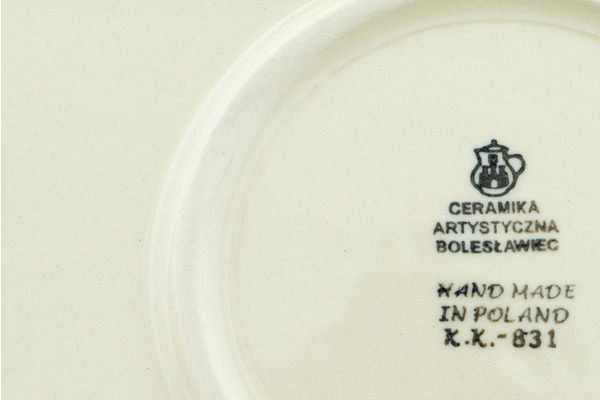 CERAMIKA
ARTYSTYCZNA
BOLESŁAWIEC
HAND MADE
IN POLAND
K.K.-831